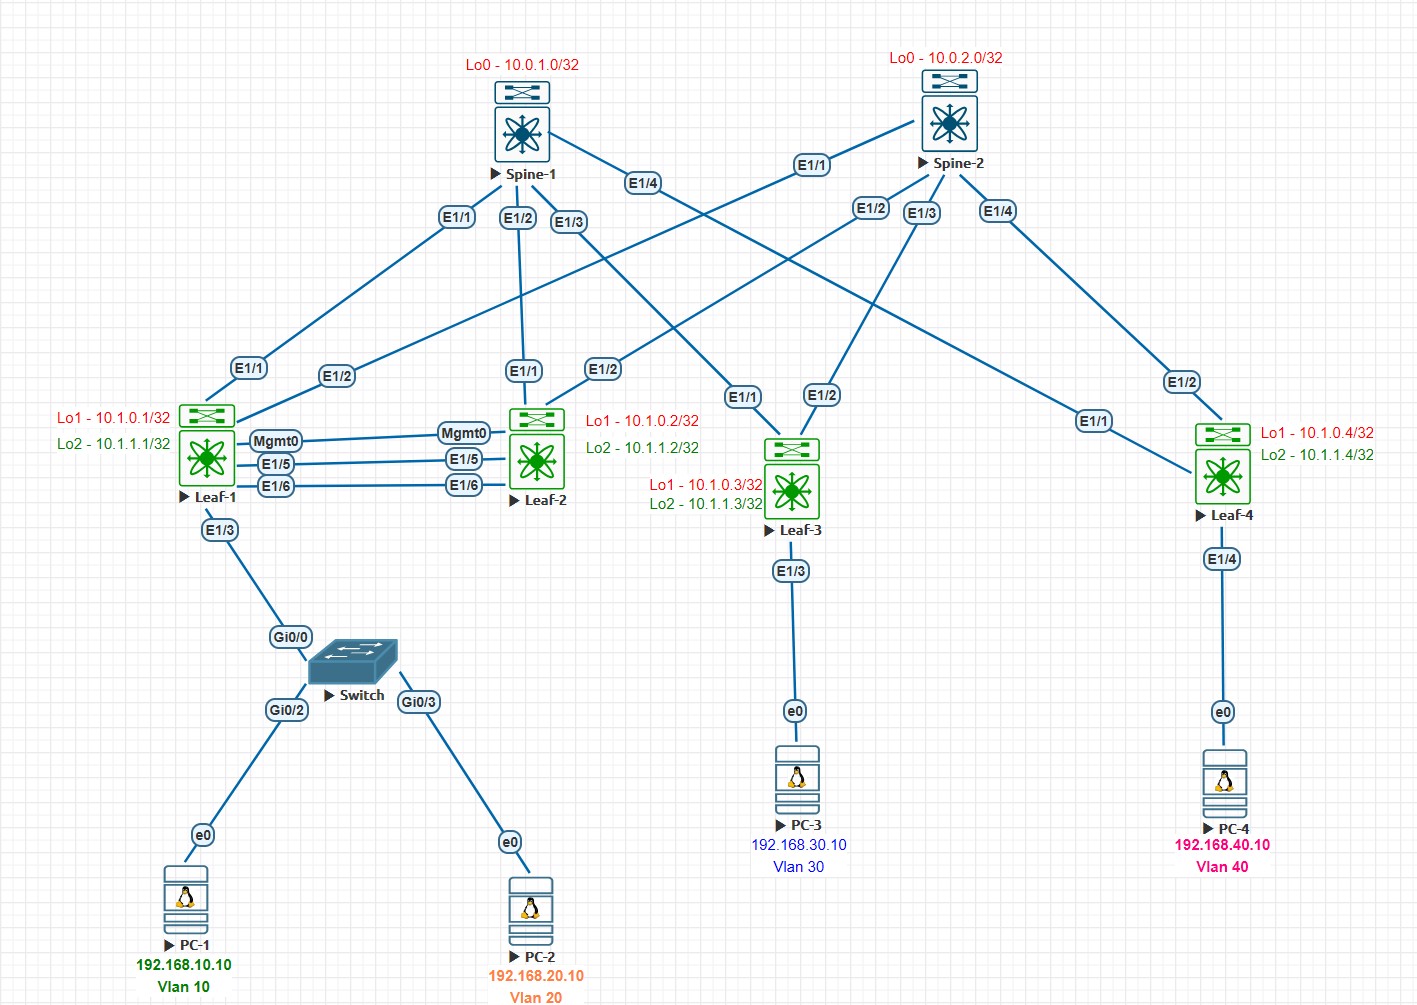 Lo0 - 10.0.1.0/32
Lo0 - 10.0.2.0/32
Spine-1
Spine-2
E1/1
E1/2
E1/3
E1/4
E1/1
E1/2
E1/3
E1/4
E1/1
E1/2
E1/1
E1/2
E1/1
E1/2
E1/1
E1/2
Lo1 - 10.1.0.1/32
Lo2 - 10.1.1.1/32
Mgmt0
Mgmt0
E1/5
E1/5
E1/6
E1/6
Leaf-1
Lo1 - 10.1.0.2/32
Lo2 - 10.1.1.2/32
Leaf-2
Lo1 - 10.1.0.3/32
Lo2 - 10.1.1.3/32
Leaf-3
Lo1 - 10.1.0.4/32
Lo2 - 10.1.1.4/32
Leaf-4
E1/3
E1/3
E1/4
Gi0/0
Switch
Gi0/2
Gi0/3
e0
e0
e0
e0
PC-3
192.168.30.10
Vlan 30
PC-4
192.168.40.10
Vlan 40
PC-1
192.168.10.10
Vlan 10
PC-2
192.168.20.10
Vlan 20